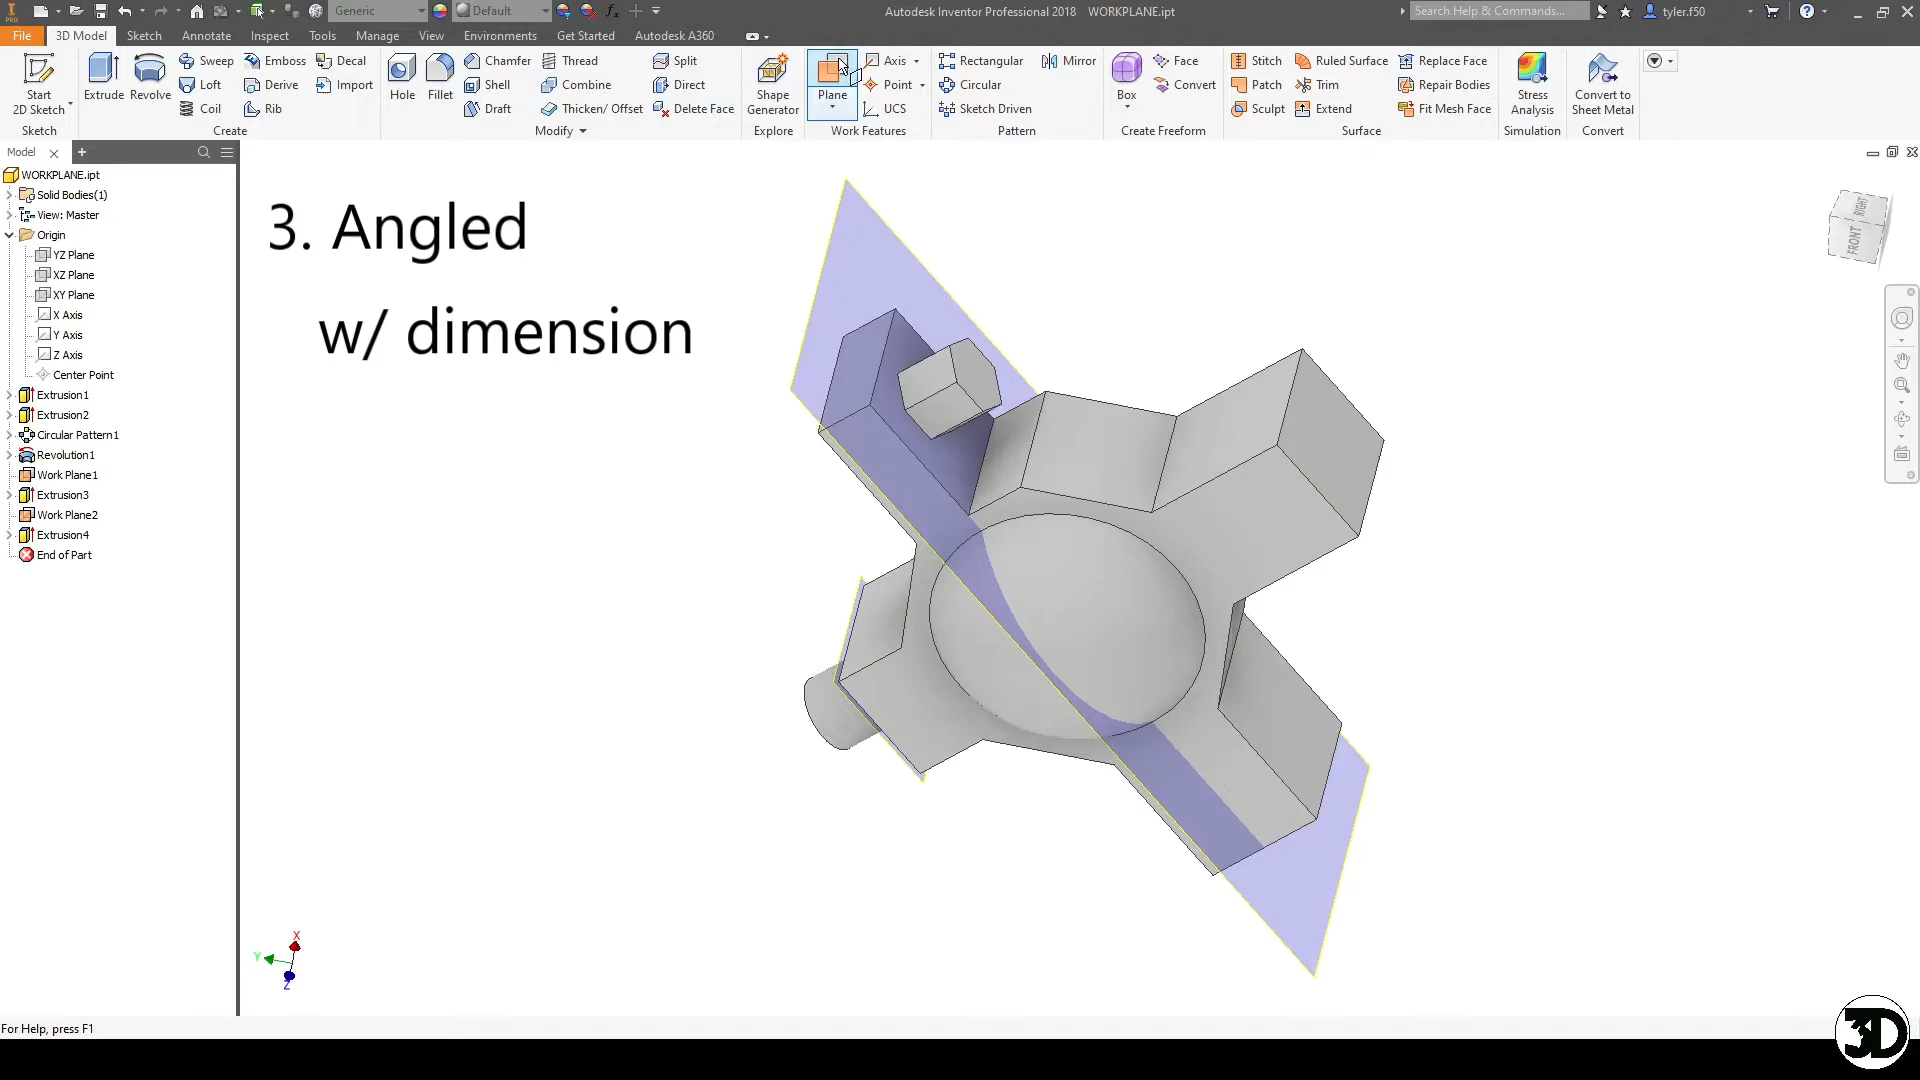 Generic
Default
Autodesk Inventor Professional 2018 WORKPLANE.ipt
Search Help & Commands...
tyler.f50
File
3D Model
Sketch
Annotate
Inspect
Tools
Manage
View
Environments
Get Started
Autodesk A360
Start
2D Sketch
Sketch
Extrude
Revolve
Sweep
Loft
Coil
Emboss
Derive
Rib
Decal
Import
Create
Hole
Fillet
Chamfer
Shell
Draft
Thread
Combine
Thicken/ Offset
Split
Direct
Delete Face
Modify
Shape
Generator
Explore
Plane
Axis
Point
UCS
Work Features
Rectangular
Circular
Sketch Driven
Mirror
Pattern
Box
Face
Convert
Create Freeform
Stitch
Patch
Sculpt
Ruled Surface
Trim
Extend
Replace Face
Repair Bodies
Fit Mesh Face
Surface
Stress
Analysis
Simulation
Convert to
Sheet Metal
Convert
Model
WORKPLANE.ipt
Solid Bodies(1)
View: Master
Origin
YZ Plane
XZ Plane
XY Plane
X Axis
Y Axis
Z Axis
Center Point
Extrusion1
Extrusion2
Circular Pattern1
Revolution1
Work Plane1
Extrusion3
Work Plane2
Extrusion4
End of Part
3. Angled
w/ dimension
RIGHT
FRONT
X
Y
Z
For Help, press F1
3D